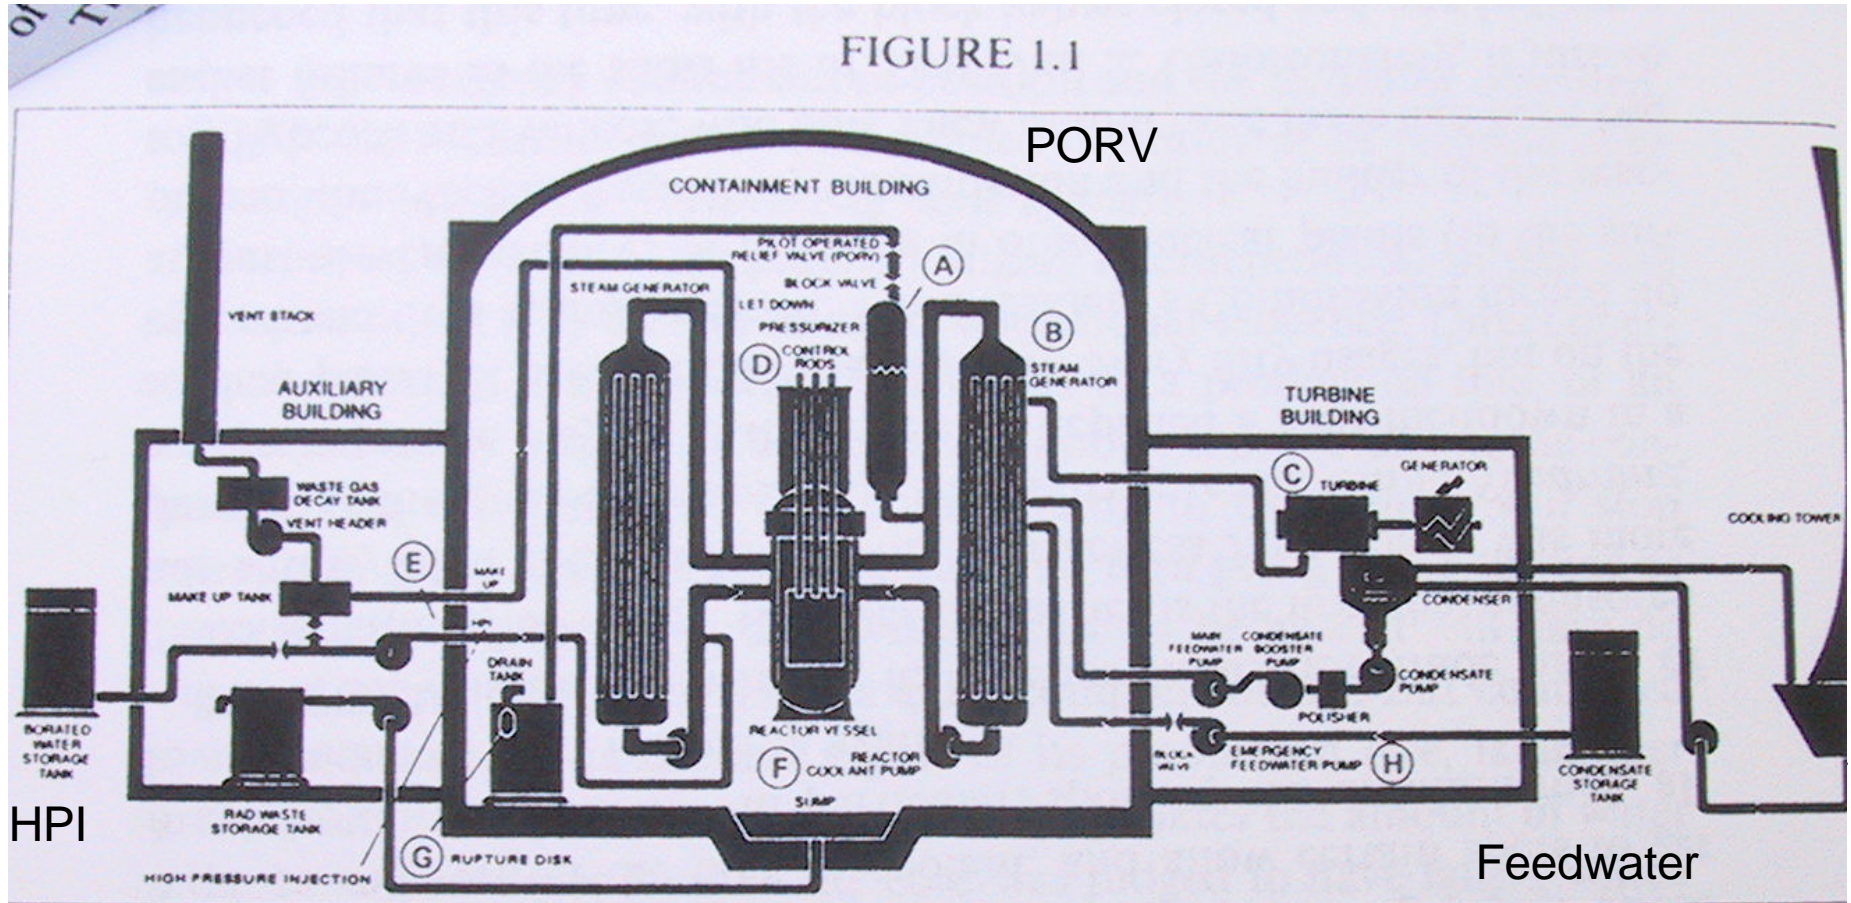 of
FIGURE 1.1
PORV
CONTAINMENT BUILDING
PILOT OPERATED
RELIEF VALVE (PORV)
A
BLOCK VALVE
STEAM GENERATOR
LET DOWN
VENT STACK
PRESSURIZER
B
D
CONTROL
RODS
STEAM
GENERATOR
AUXILIARY
BUILDING
TURBINE
BUILDING
C
TURBINE
GENERATOR
WASTE GAS
DECAY TANK
VENT HEADER
COOLING TOWER
E
MAKE
UP
MAKE UP TANK
CONDENSER
HPI
DRAIN
TANK
MAIN
FEEDWATER
PUMP
CONDENSATE
BOOSTER
PUMP
CONDENSATE
PUMP
POLISHER
BORATED
WATER
STORAGE
TANK
REACTOR VESSEL
F
REACTOR
COOLANT PUMP
BLOCK
VALVE
EMERGENCY
FEEDWATER PUMP
H
CONDENSATE
STORAGE
TANK
SUMP
HPI
RAD WASTE
STORAGE TANK
G
RUPTURE DISK
HIGH PRESSURE INJECTION
Feedwater